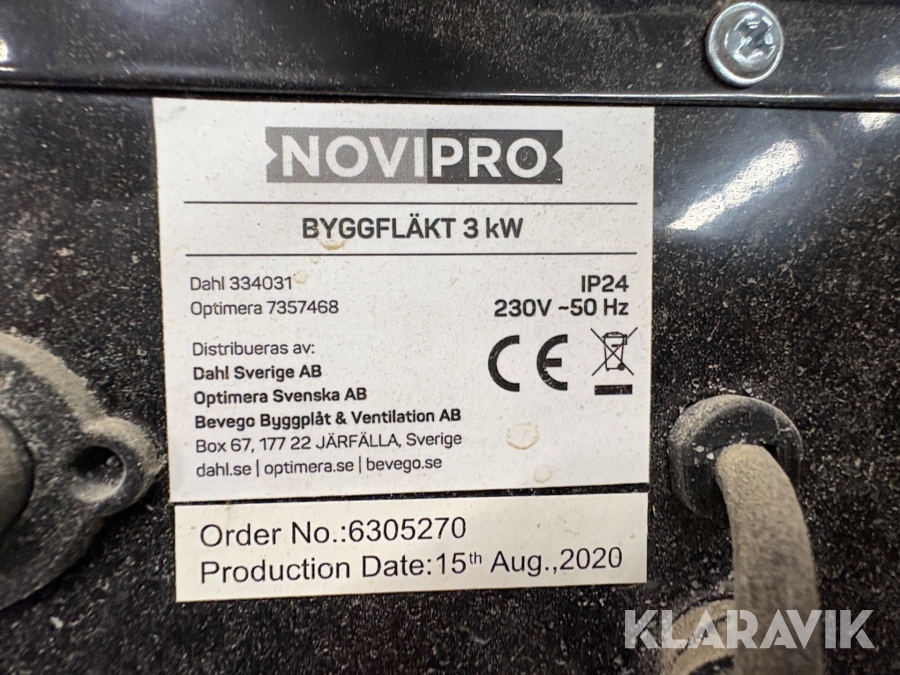 NOVIPRO
BYGGFLÄKT 3 kW
Dahl 334031
Optimera 7357468
IP24
230V ~50 Hz
Distribueras av:
Dahl Sverige AB
Optimera Svenska AB
Bevego Byggplåt & Ventilation AB
Box 67, 177 22 JÄRFÄLLA, Sverige
dahl.se | optimera.se | bevego.se
CE
Order No.:6305270
Production Date:15th Aug.,2020
KLARAVIK